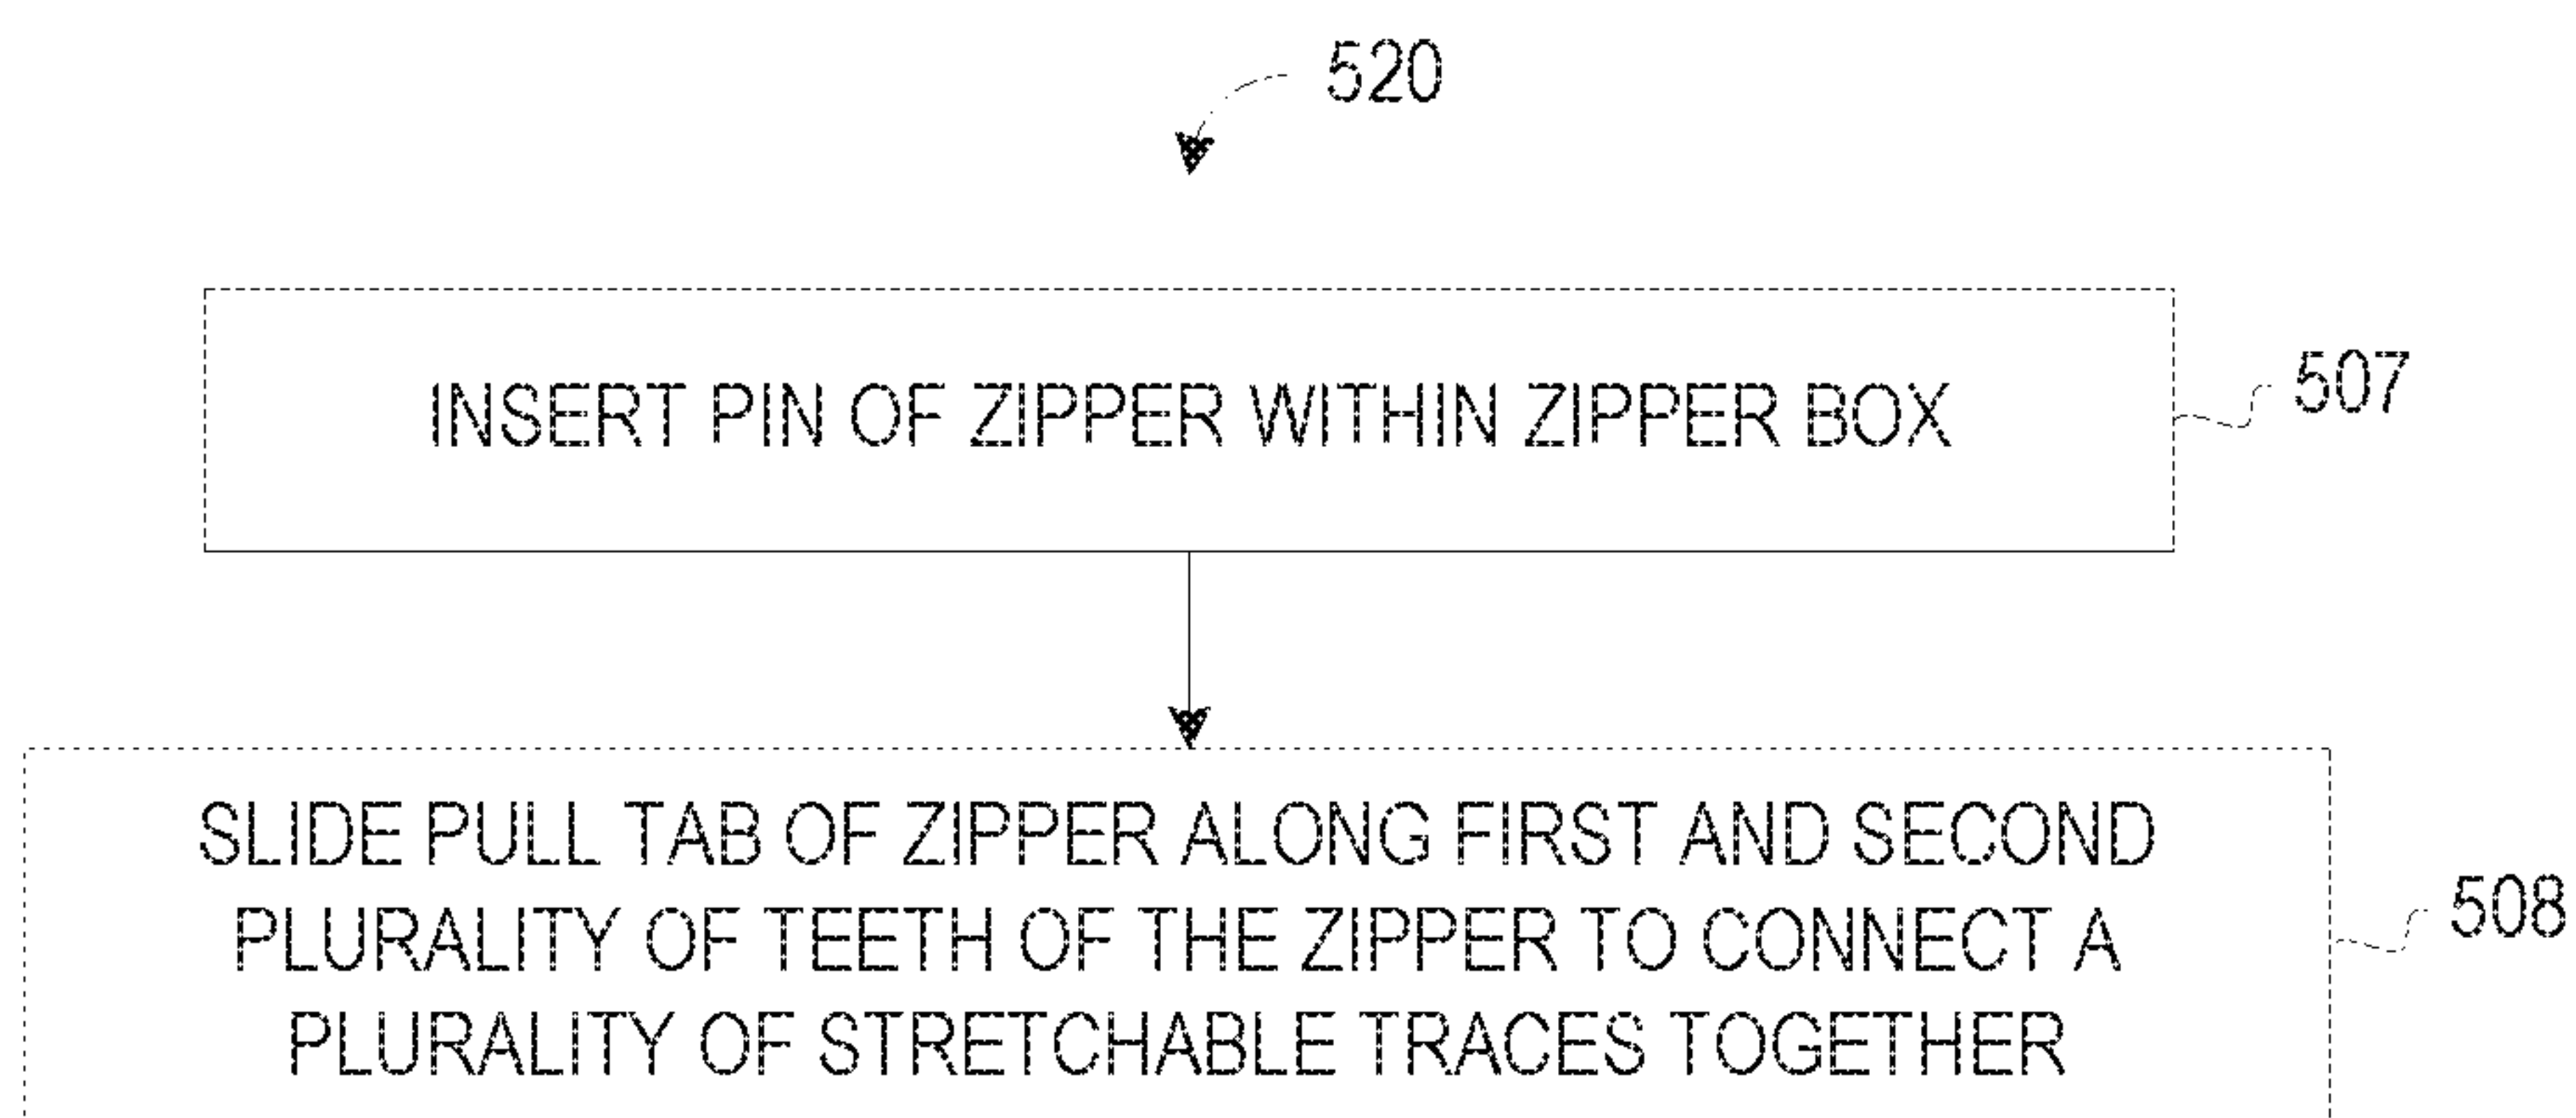 520
INSERT PIN OF ZIPPER WITHIN ZIPPER BOX
507
SLIDE PULL TAB OF ZIPPER ALONG FIRST AND SECOND
PLURALITY OF TEETH OF THE ZIPPER TO CONNECT A
508
PLURALITY OF STRETCHABLE TRACES TOGETHER